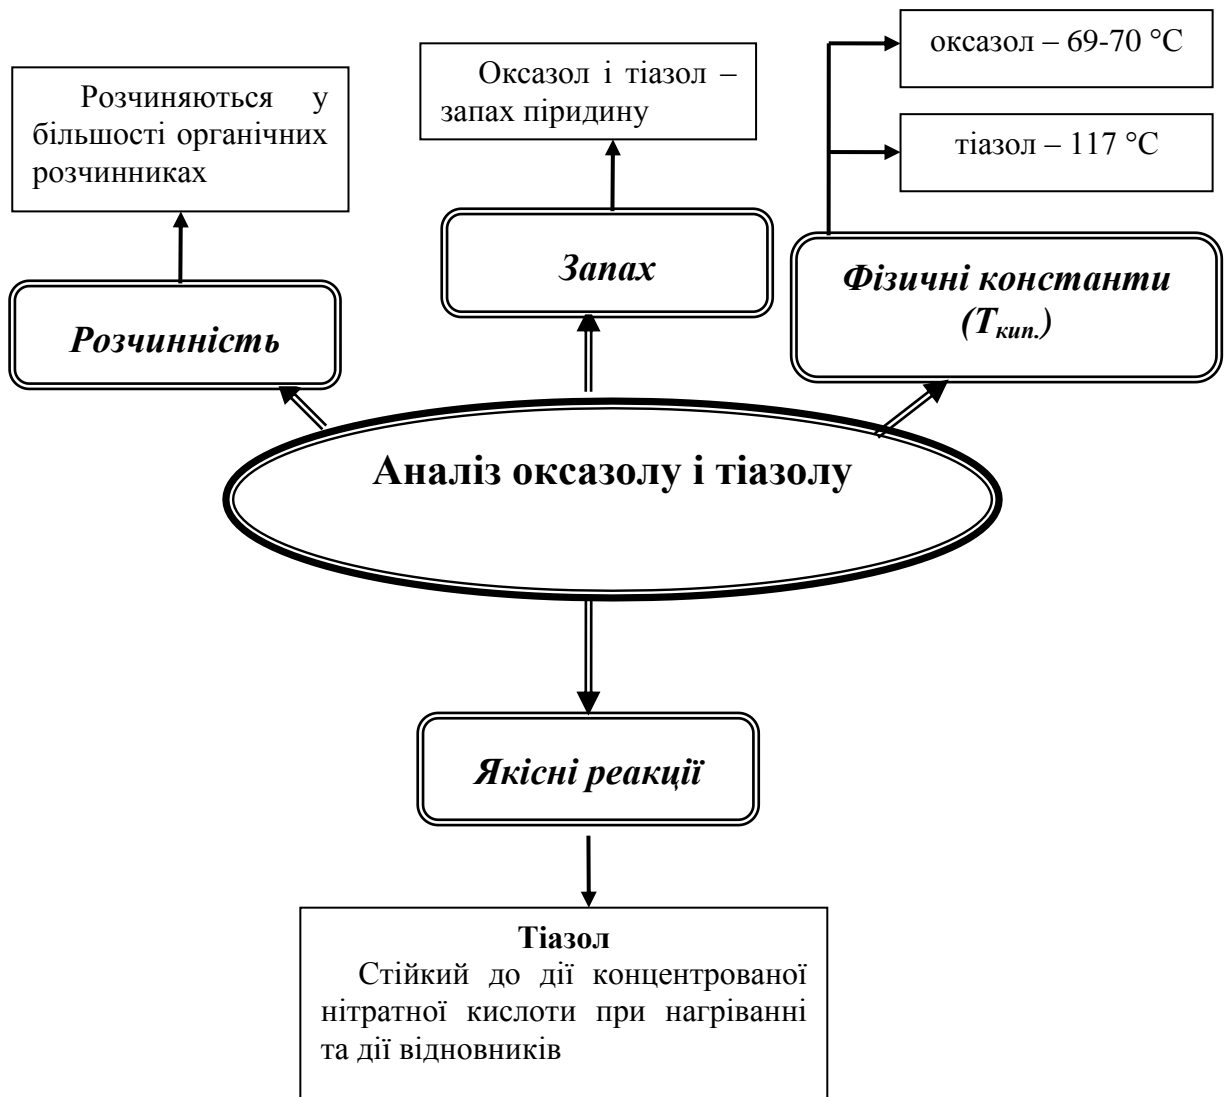 оксазол – 69-70 °С
Оксазол і тіазол –
запах піридину
Розчиняються у
більшості органічних
розчинниках
тіазол – 117 °С
Запах
Фізичні константи
(Ткип.)
Розчинність
Аналіз оксазолу і тіазолу
Якісні реакції
Тіазол
Стійкий до дії концентрованої
нітратної кислоти при нагріванні
та дії відновників